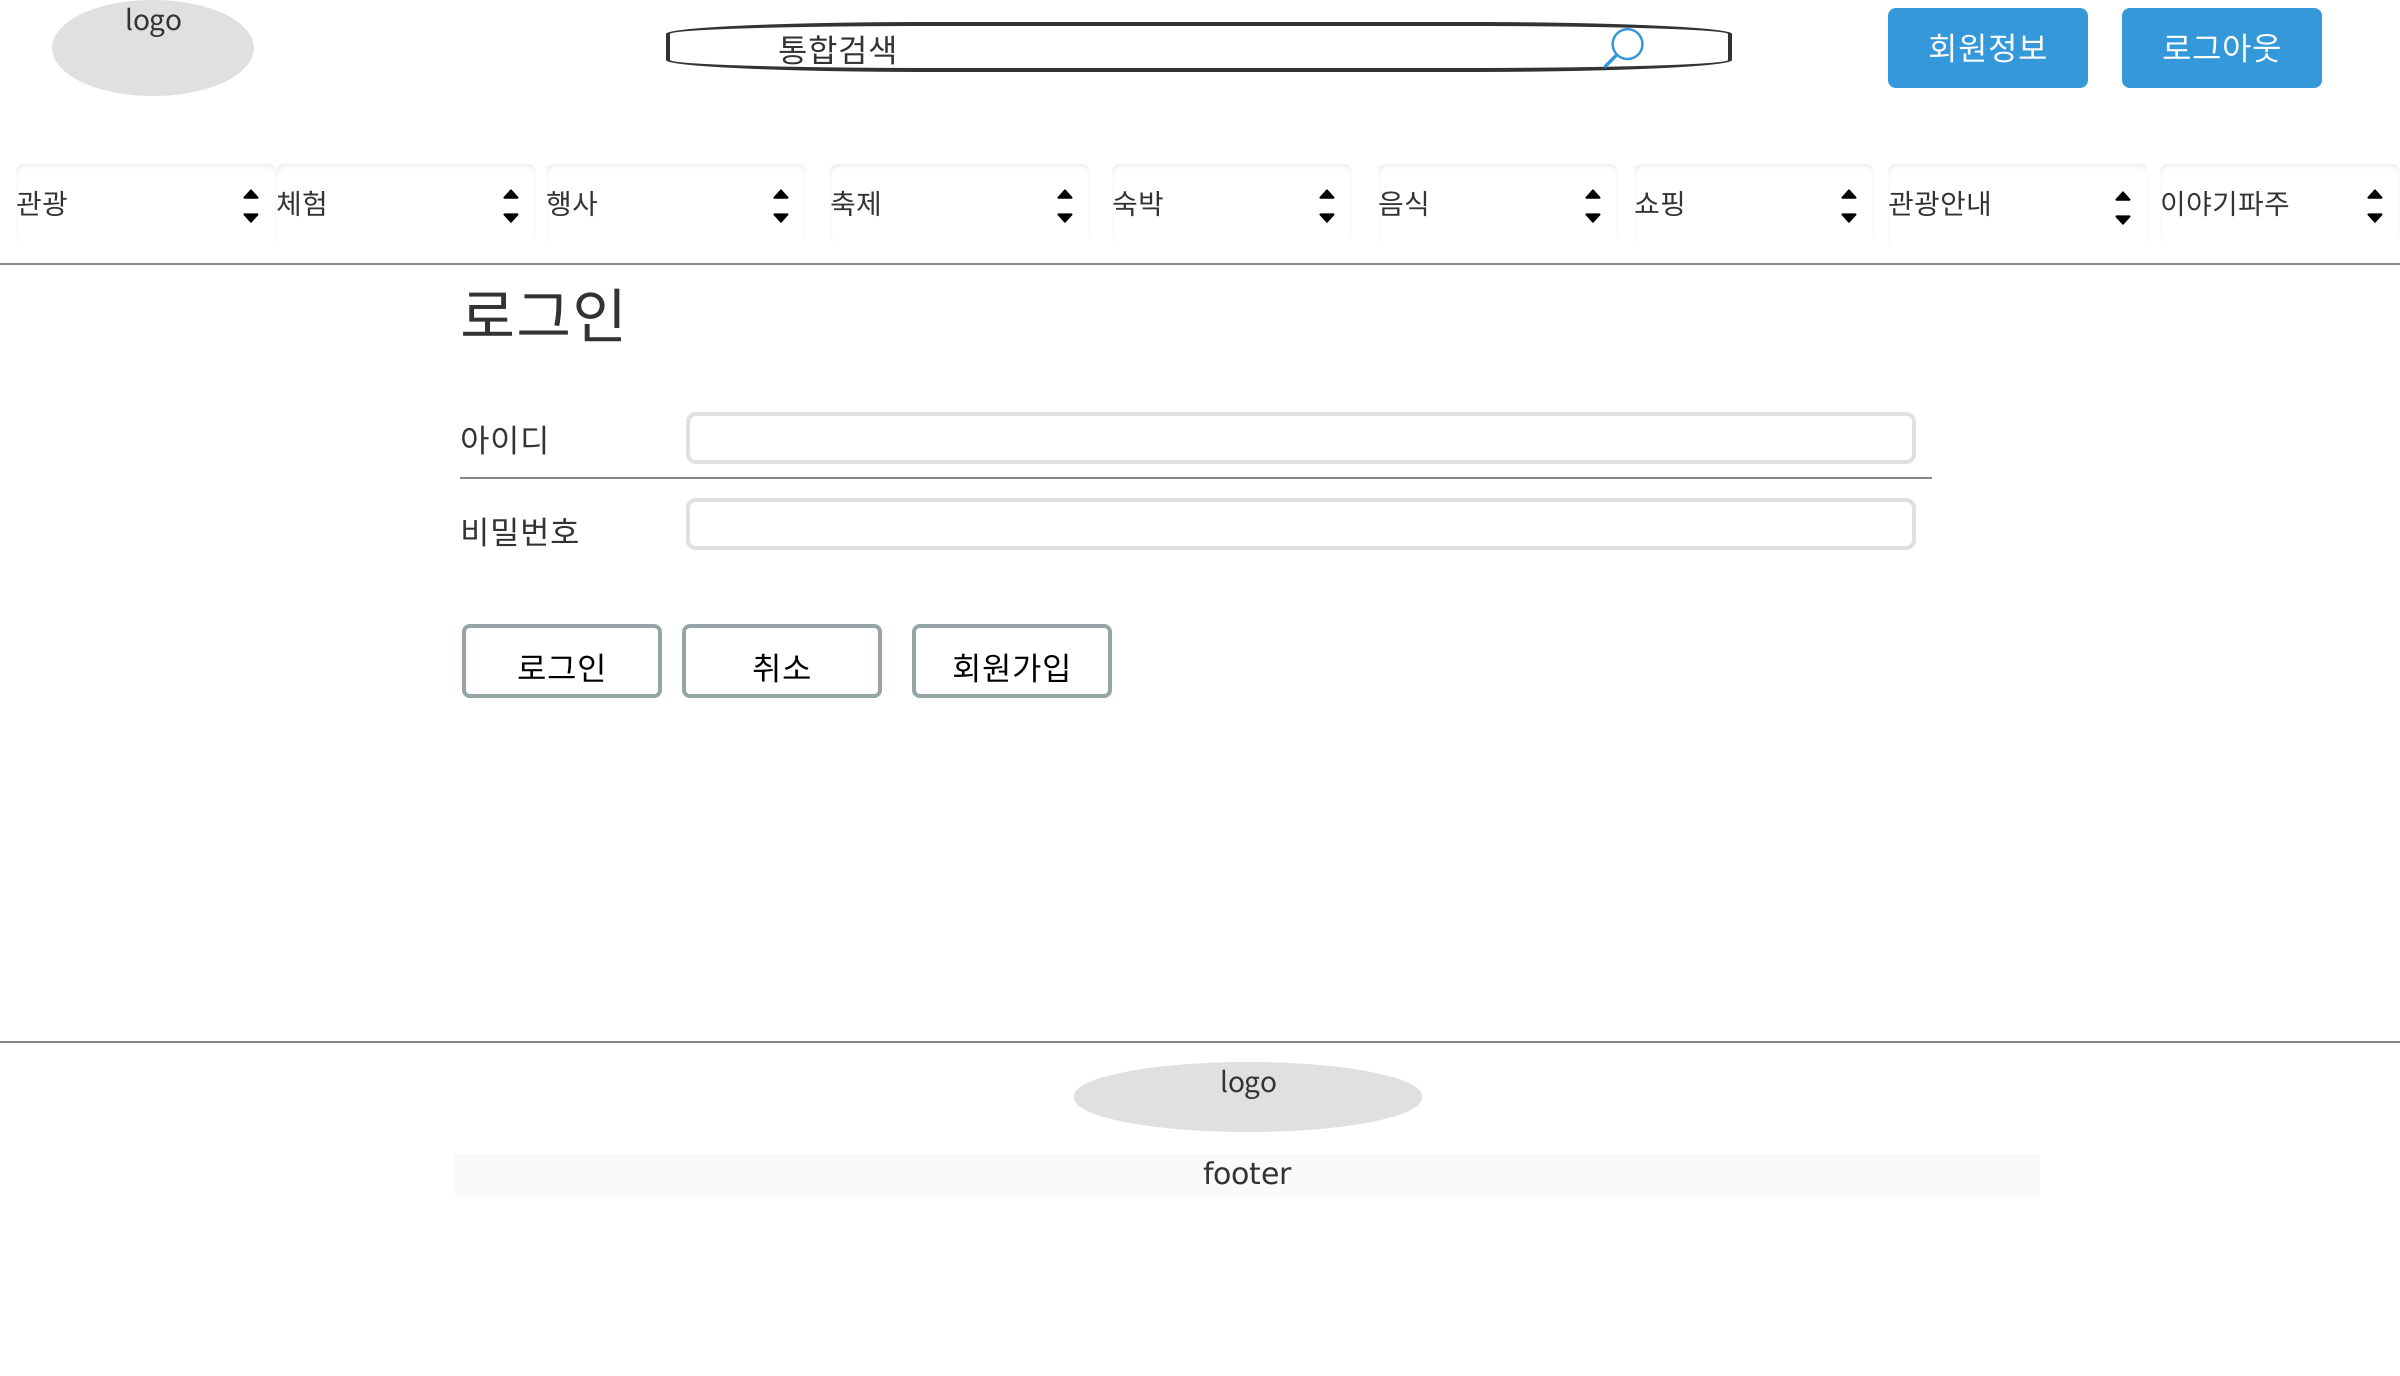 logo
통합검색
회원정보
로그아웃
관광
체험
행사
축제
숙박
음식
쇼핑
관광안내
이야기파주
로그인
아이디
비밀번호
로그인
취소
회원가입
logo
footer